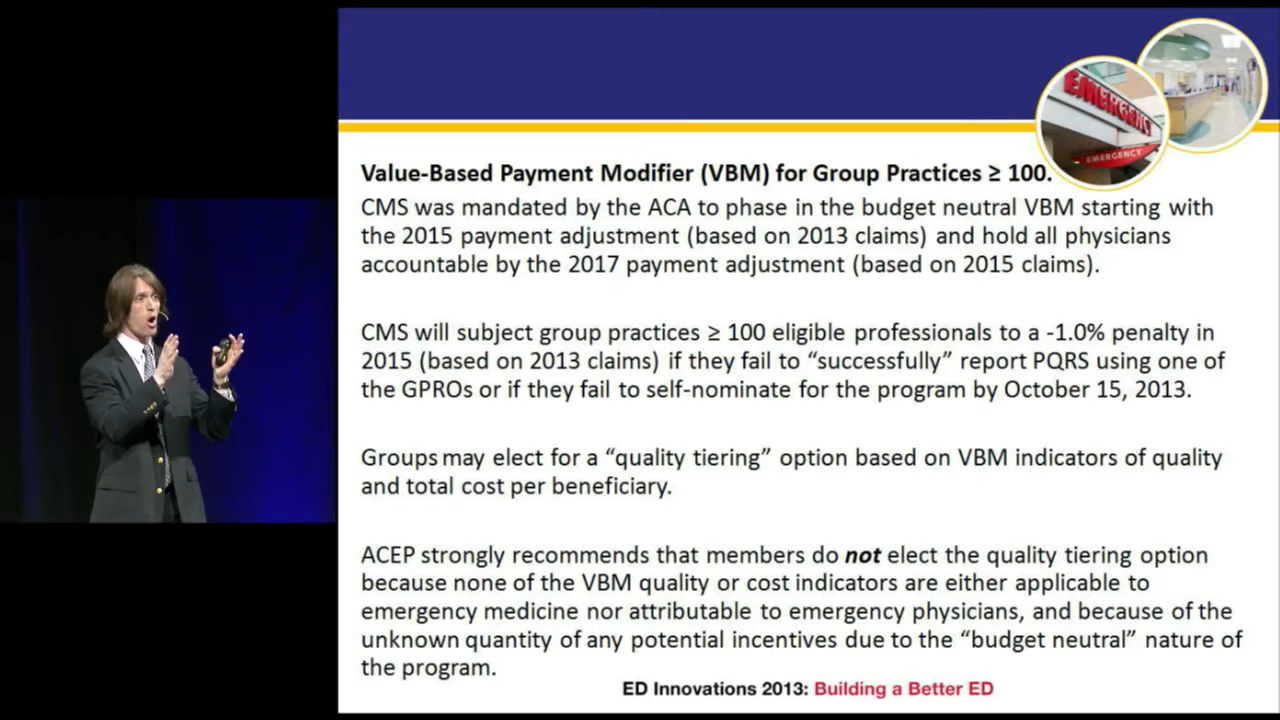 EMERGENCY
EMERGENCY
Value-Based Payment Modifier (VBM) for Group Practices ≥ 100.
CMS was mandated by the ACA to phase in the budget neutral VBM starting with
the 2015 payment adjustment (based on 2013 claims) and hold all physicians
accountable by the 2017 payment adjustment (based on 2015 claims).
CMS will subject group practices ≥ 100 eligible professionals to a -1.0% penalty in
2015 (based on 2013 claims) if they fail to “successfully” report PQRS using one of
the GPROs or if they fail to self-nominate for the program by October 15, 2013.
Groups may elect for a “quality tiering” option based on VBM indicators of quality
and total cost per beneficiary.
ACEP strongly recommends that members do not elect the quality tiering option
because none of the VBM quality or cost indicators are either applicable to
emergency medicine nor attributable to emergency physicians, and because of the
unknown quantity of any potential incentives due to the “budget neutral” nature of
the program.
ED Innovations 2013: Building a Better ED